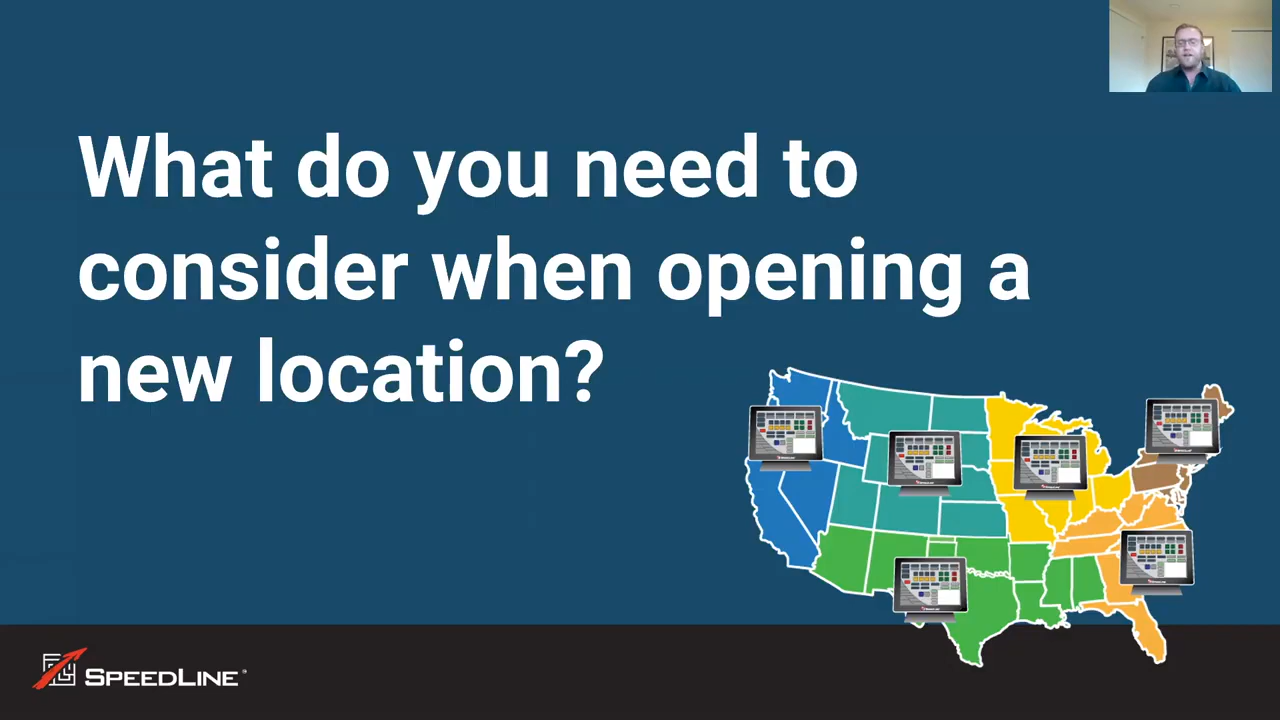 What do you need to
consider when opening a
new location?
SPEEDLINE